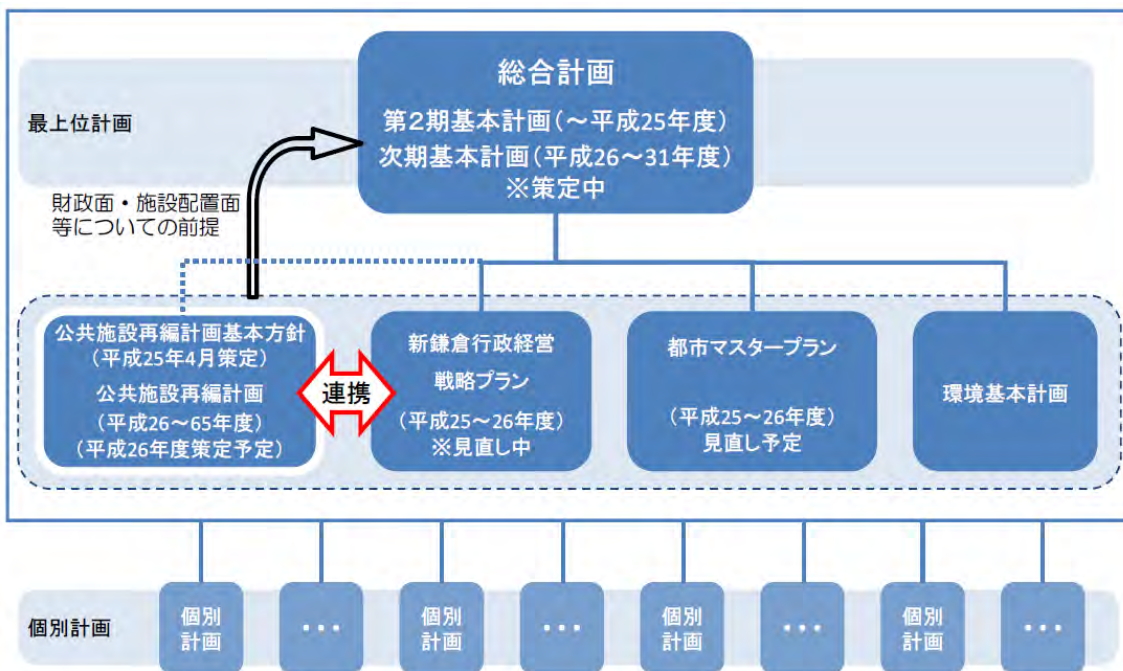 総合計画
第2期基本計画(～平成25年度)
次期基本計画(平成26～31年度)
※策定中
最上位計画
財政面・施設配置面
等についての前提
公共施設再編計画基本方針
(平成25年4月策定)
公共施設再編計画
(平成26～65年度)
(平成26年度策定予定)
連携
新鎌倉行政経営
戦略プラン
(平成25～26年度)
※見直し中
都市マスタープラン
(平成25～26年度)
見直し予定
環境基本計画
個別計画
個別
計画
・・・
個別
計画
・・・
個別
計画
・・・
個別
計画
・・・